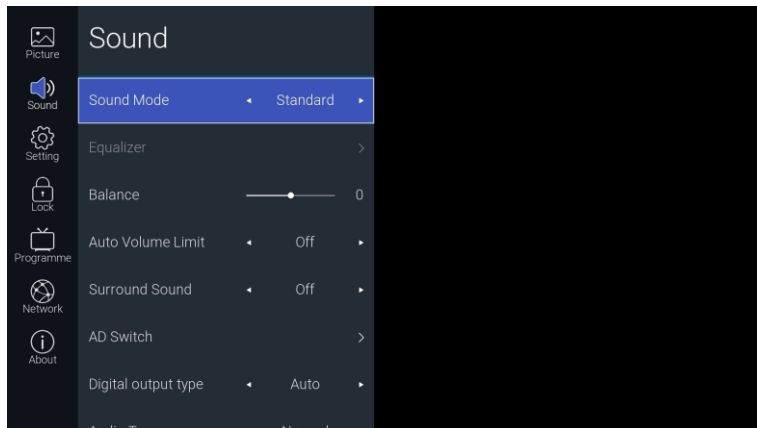 Sound
Picture
Sound
Setting
Lock
Programme
Network
About
Sound Mode Standard
Equalizer
Balance 0
Auto Volume Limit Off
Surround Sound Off
AD Switch
Digital output type Auto